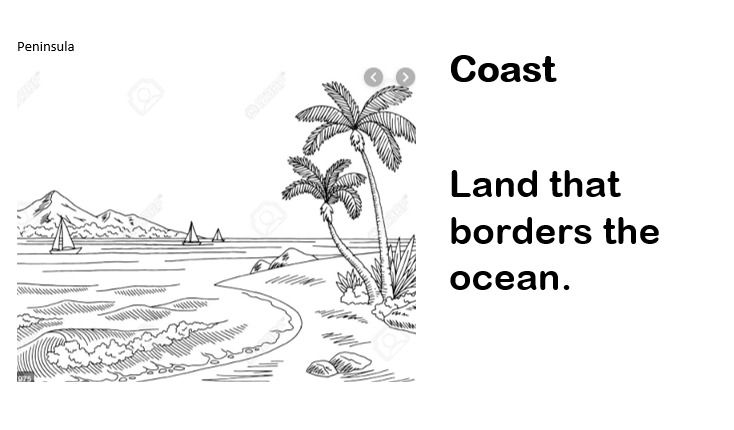 Peninsula
Coast
Land that
borders the
ocean.